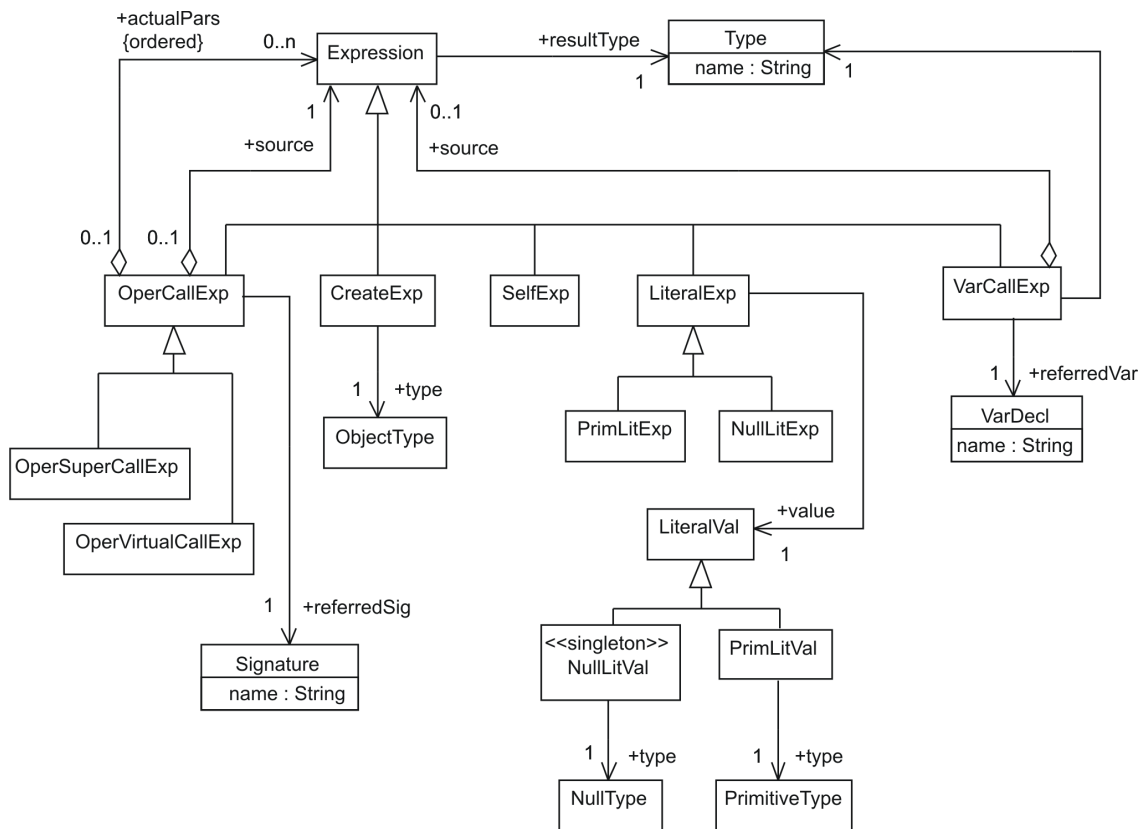 +actualPars
{ordered}
0..n
Expression
+resultType
1
Type
name : String
1
1
0..1
+source
+source
0..1
0..1
OperCallExp
CreateExp
SelfExp
LiteralExp
VarCallExp
1
+type
1
+referredVar
ObjectType
PrimLitExp
NullLitExp
VarDecl
name : String
OperSuperCallExp
OperVirtualCallExp
LiteralVal
+value
1
1
+referredSig
Signature
name : String
<<singleton>>
NullLitVal
PrimLitVal
1
+type
1
+type
NullType
PrimitiveType